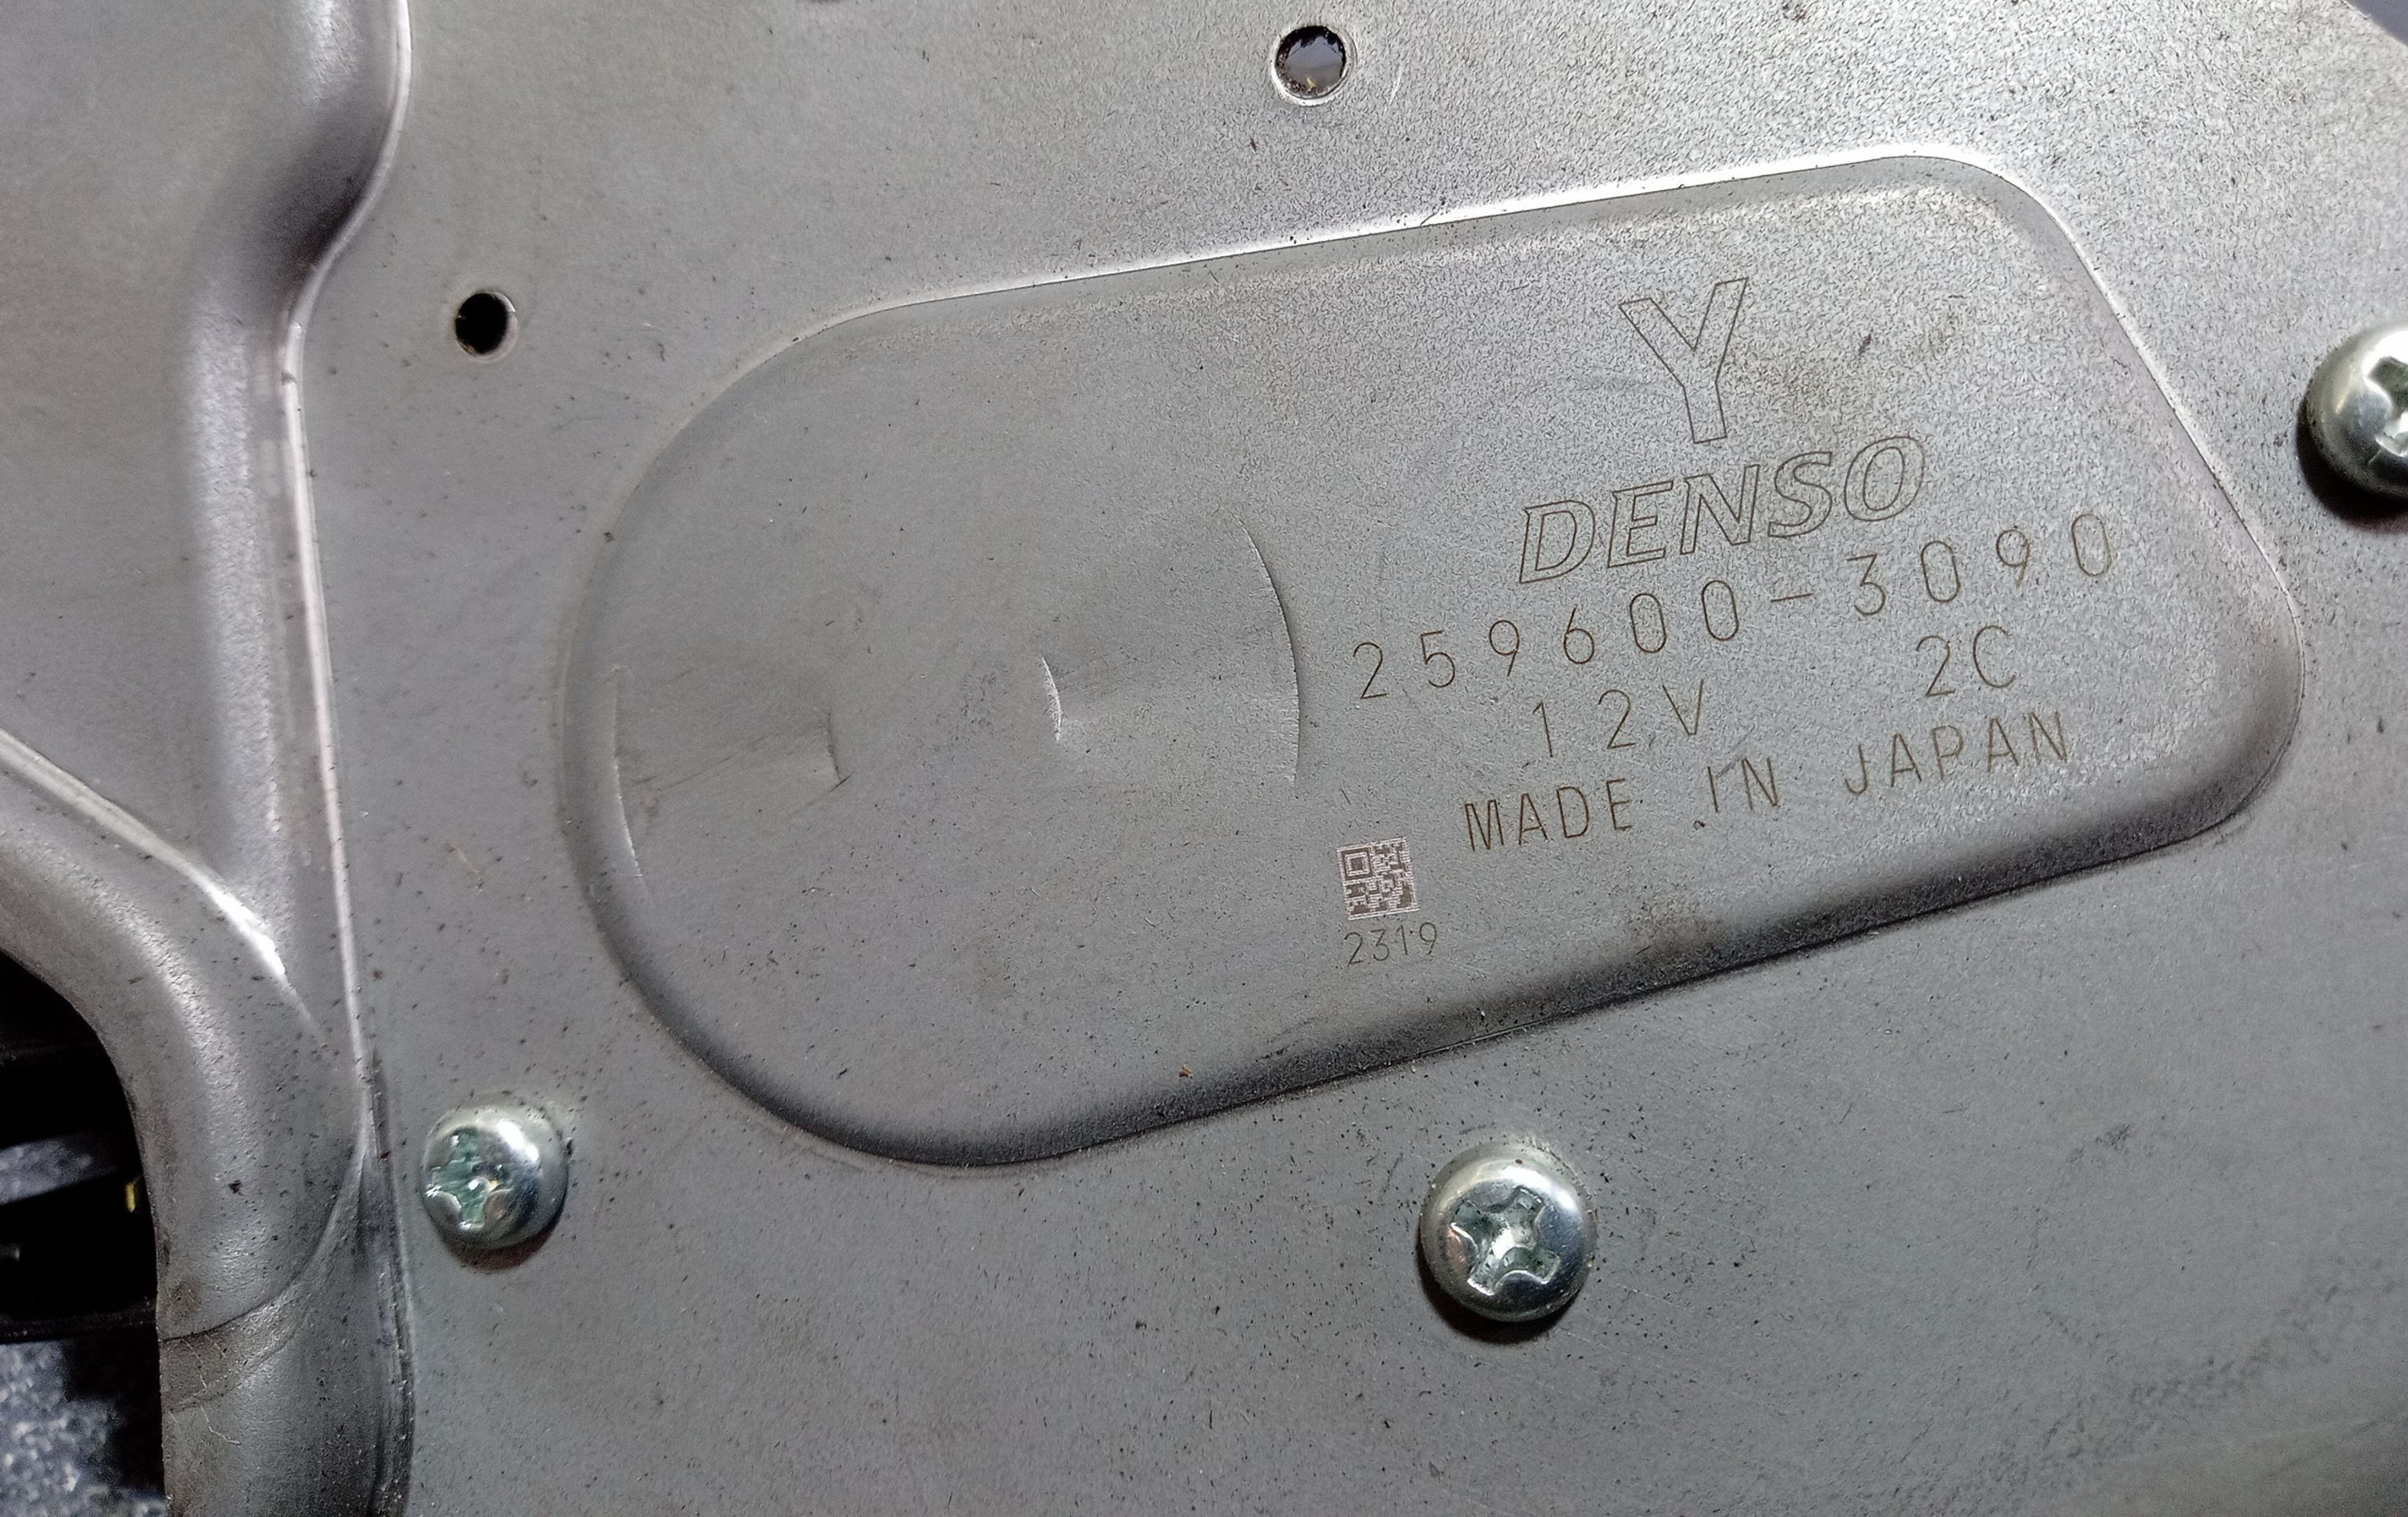 Y
DENSO
259600-3090
12V 2C
MADE IN JAPAN
2319